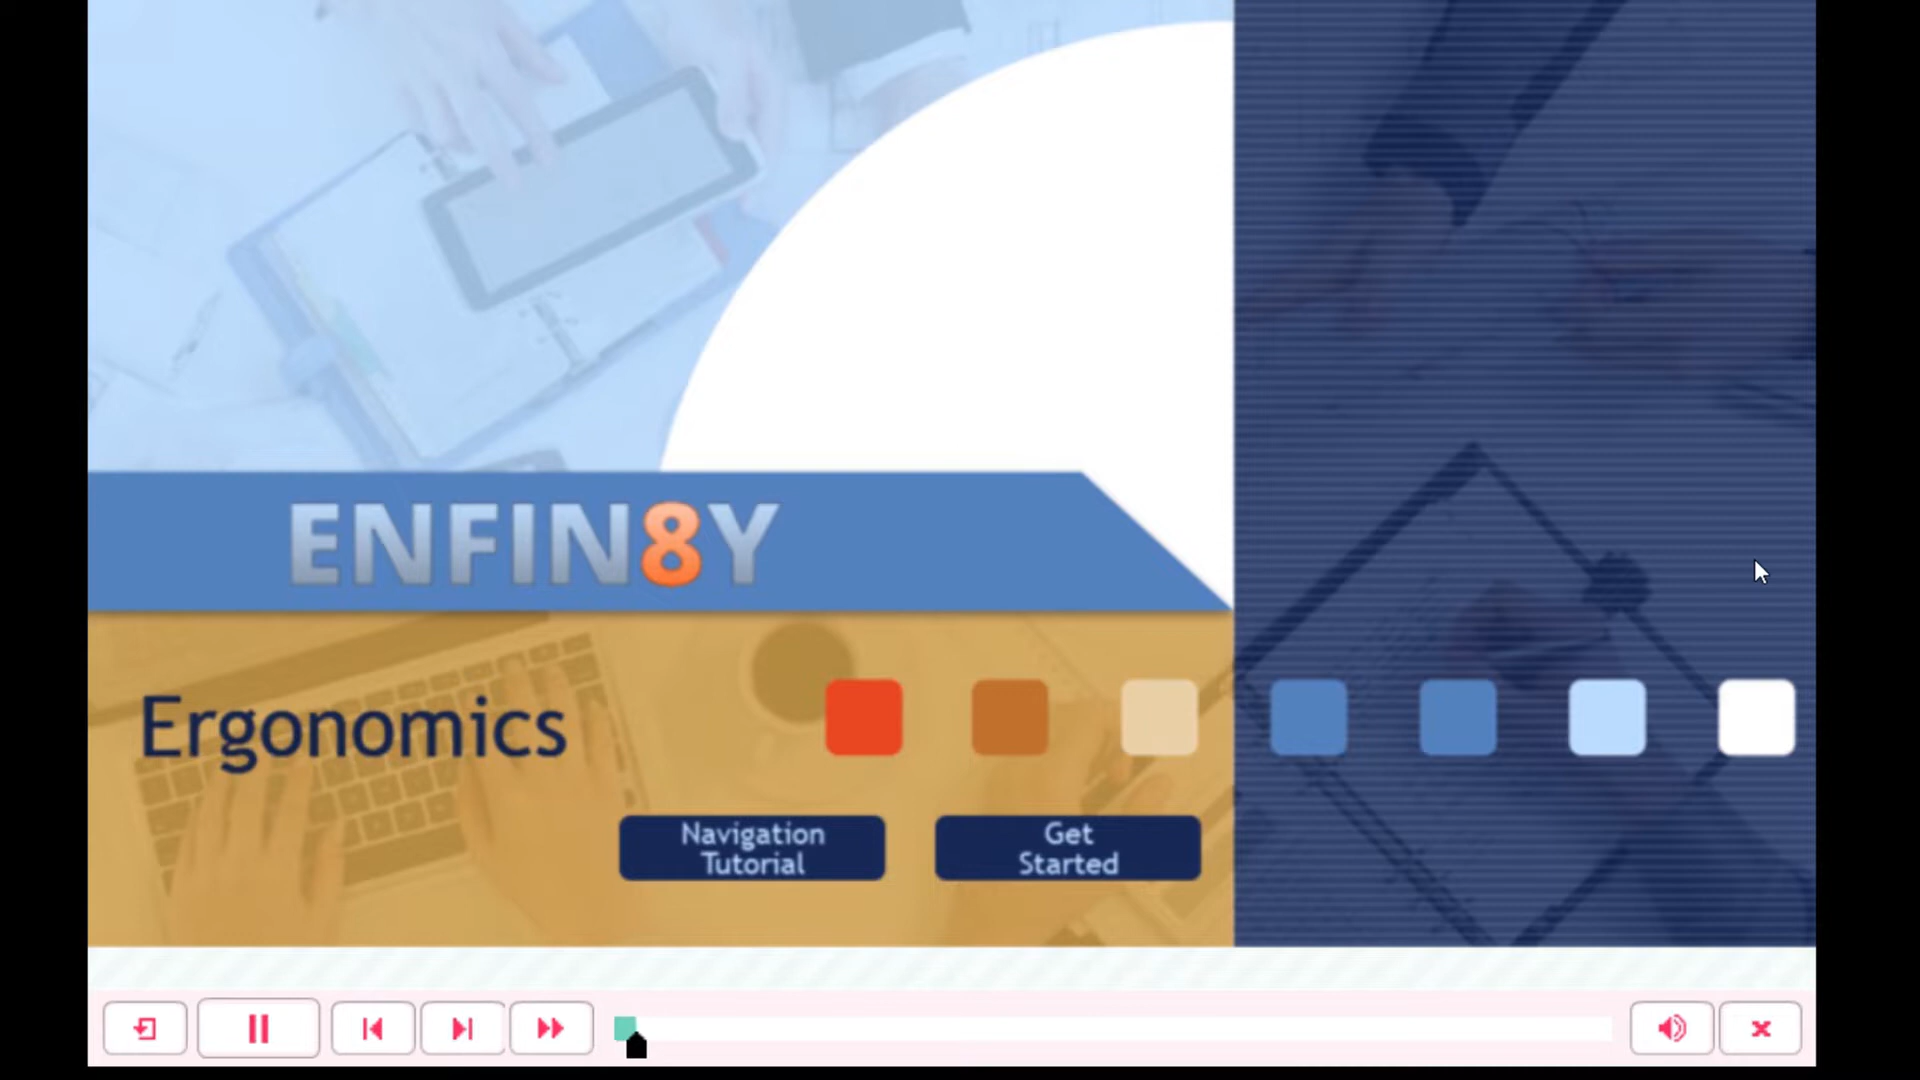 ENFIN8Y
Ergonomics
Navigation
Tutorial
Get
Started